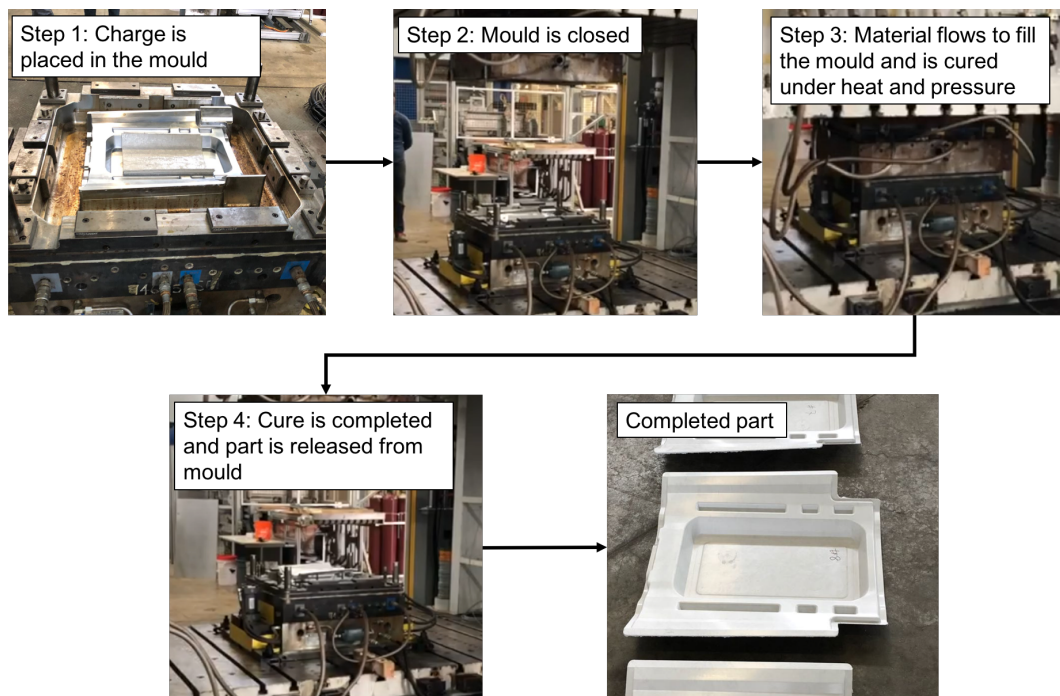 Step 1: Charge is
placed in the mould
Step 2: Mould is closed
Step 3: Material flows to fill
the mould and is cured
under heat and pressure
Step 4: Cure is completed
and part is released from
mould
Completed part